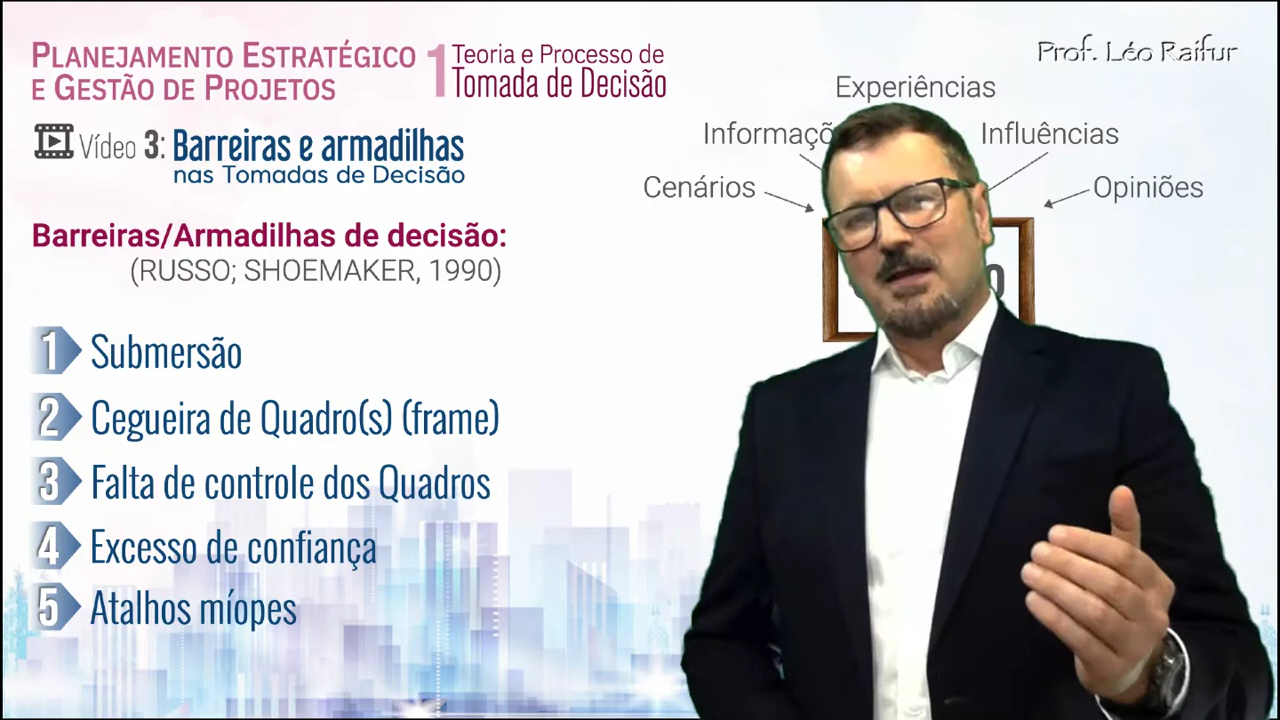 PLANEJAMENTO ESTRATÉGICO
E GESTÃO DE PROJETOS
1 Teoria e Processo de
Tomada de Decisão
Prof. Léo Raifur
Vídeo 3: Barreiras e armadilhas
nas Tomadas de Decisão
Experiências
Influências
Cenários
Opiniões
Barreiras/Armadilhas de decisão:
(RUSSO; SHOEMAKER, 1990)
1 Submersão
2 Cegueira de Quadro(s) (frame)
3 Falta de controle dos Quadros
4 Excesso de confiança
5 Atalhos míopes